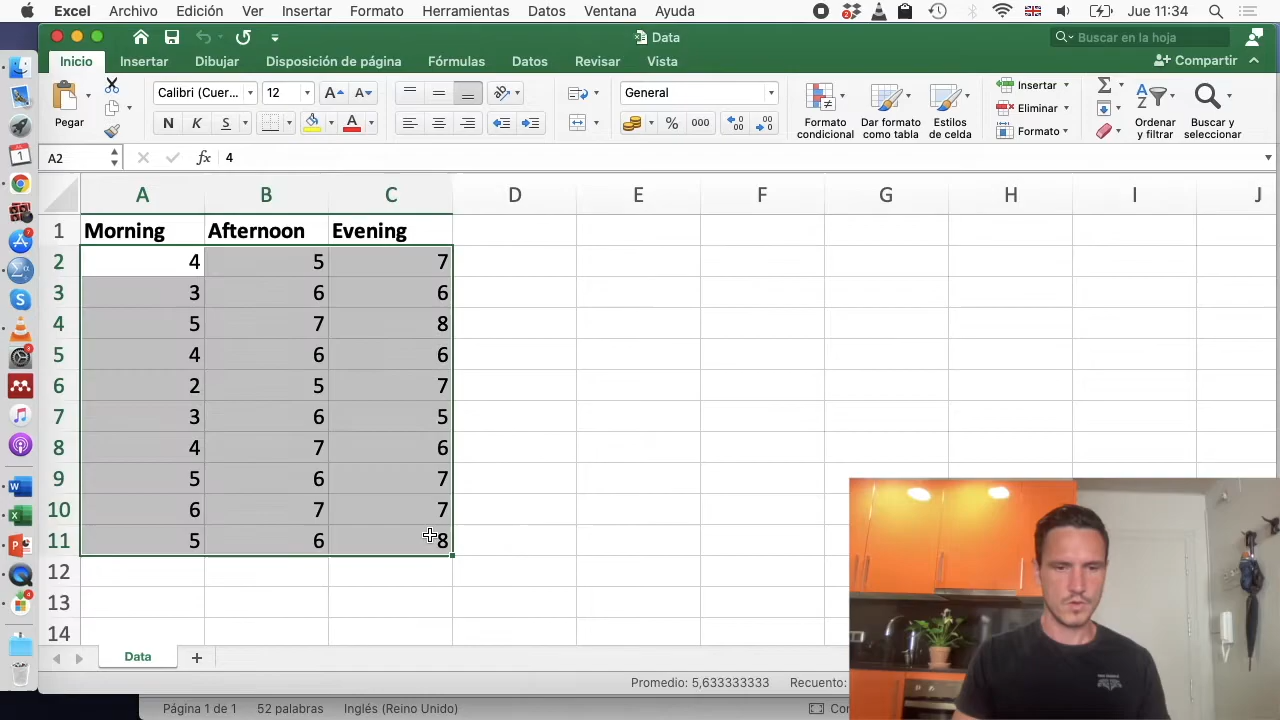 Excel Archivo Edición Ver Insertar Formato Herramientas Datos Ventana Ayuda Jue 11:34
Data Buscar en la hoja
Inicio Insertar Dibujar Disposición de página Fórmulas Datos Revisar Vista Compartir
Calibri (Cuer... 12 General Insertar
Eliminar
N K S % 000 Formato
Pegar Formato condicional Dar formato como tabla Estilos de celda Ordenar y filtrar Buscar y seleccionar
A2 fx 4
A B C D E F G H I J
1 Morning Afternoon Evening
2 4 5 7
3 3 6 6
4 5 7 8
5 4 6 6
6 2 5 7
7 3 6 5
8 4 7 6
9 5 6 7
10 6 7 7
11 5 6 8
12
13
14
Data
Promedio: 5,633333333 Recuento:
Página 1 de 1 52 palabras Inglés (Reino Unido)